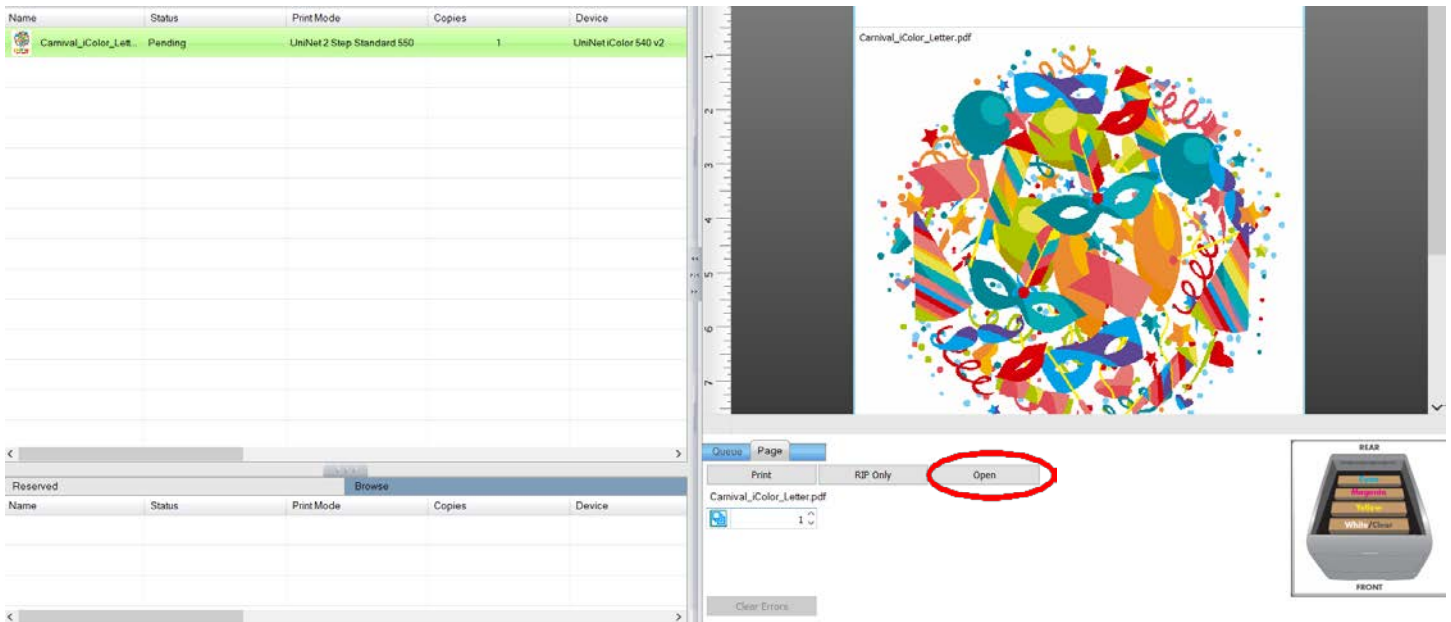 Name Status Print Mode Copies Device
Carnival_iColor_Lett... Pending UniNet 2 Step Standard 550 1 UniNet iColor 540 v2
Reserved Browse
Name Status Print Mode Copies Device
Carnival_iColor_Letter.pdf
1
2
3
4
5
6
7
Queue Page
Print RIP Only Open
Carnival_iColor_Letter.pdf
1
Clear Errors
REAR
Cyan
Magenta
Yellow
White/Clear
FRONT